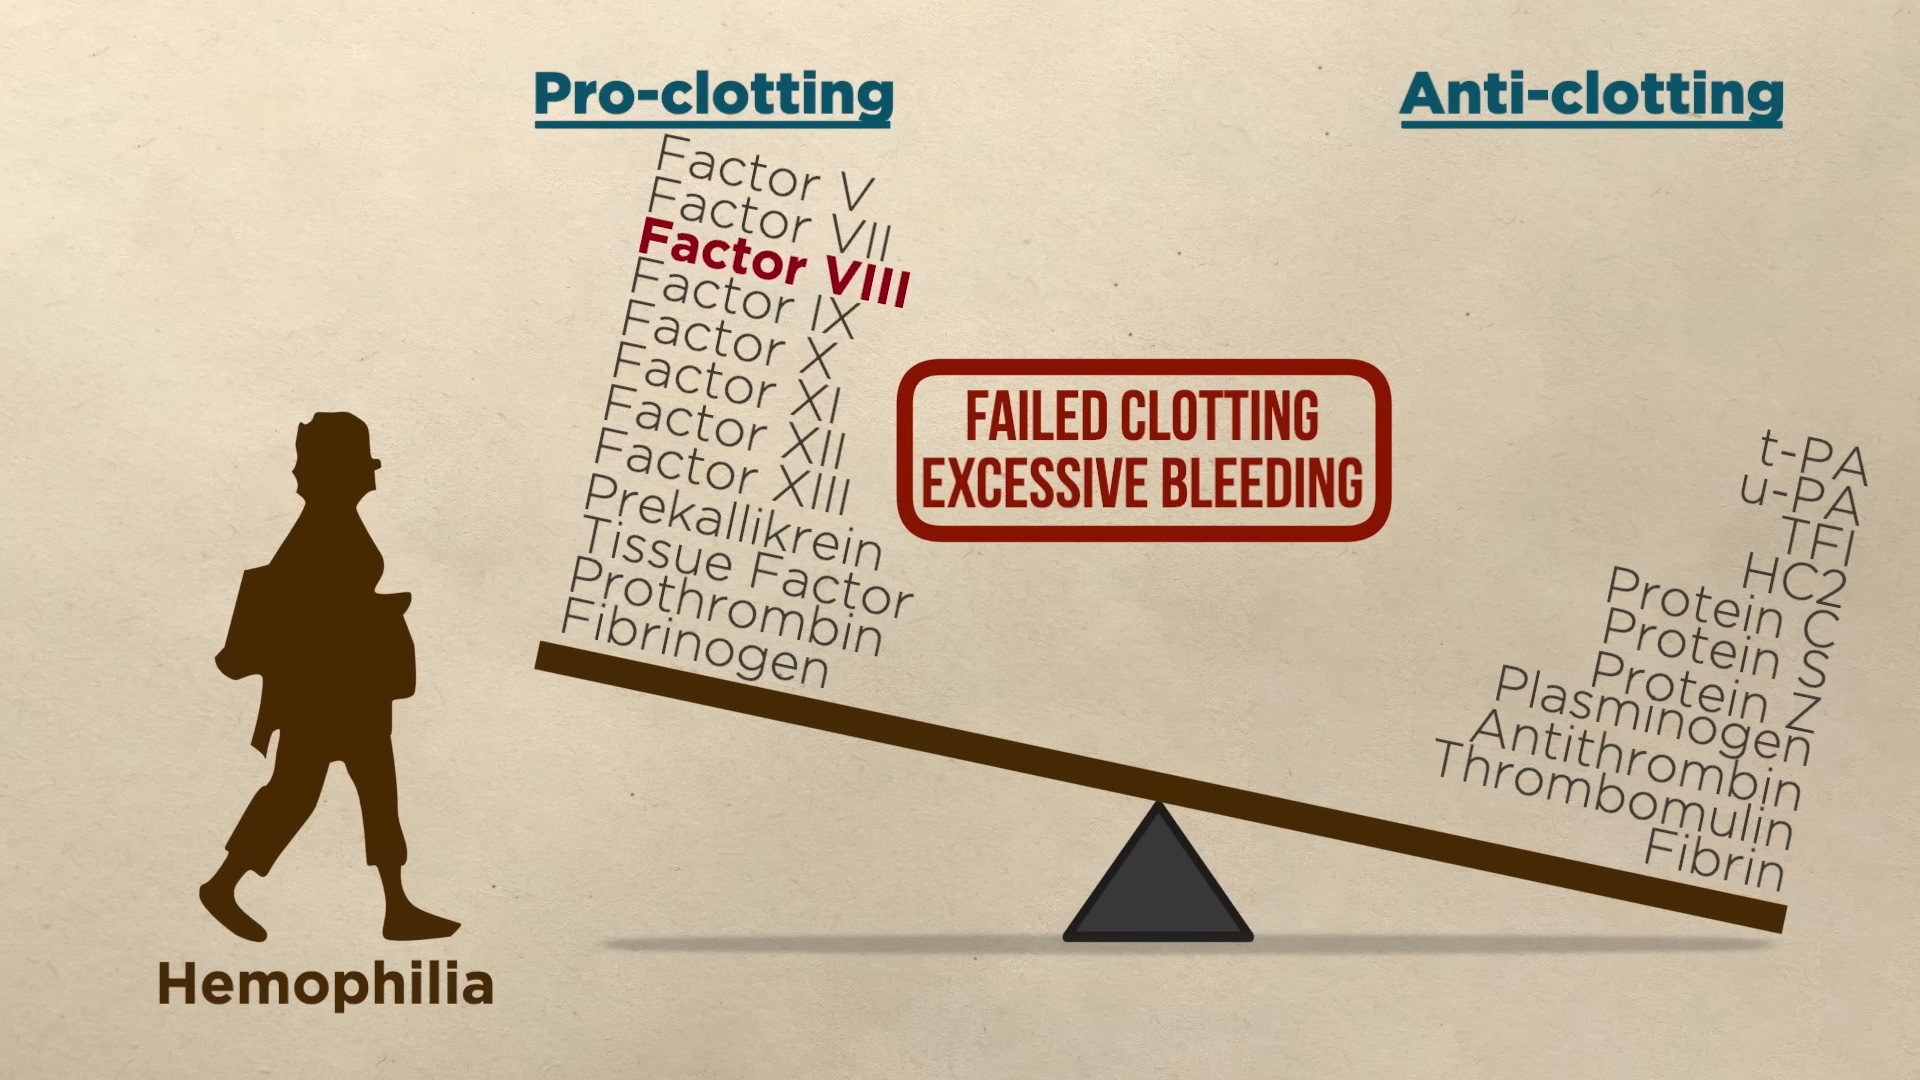 Pro-clotting
Factor V
Factor VII
Factor VIII
Factor IX
Factor X
Factor XI
Factor XII
Factor XIII
Prekallikrein
Tissue Factor
Prothrombin
Fibrinogen
FAILED CLOTTING
EXCESSIVE BLEEDING
Anti-clotting
t-PA
u-PA
TFI
HC2
Protein C
Protein S
Protein Z
Plasminogen
Antithrombin
Thrombomulin
Fibrin
Hemophilia